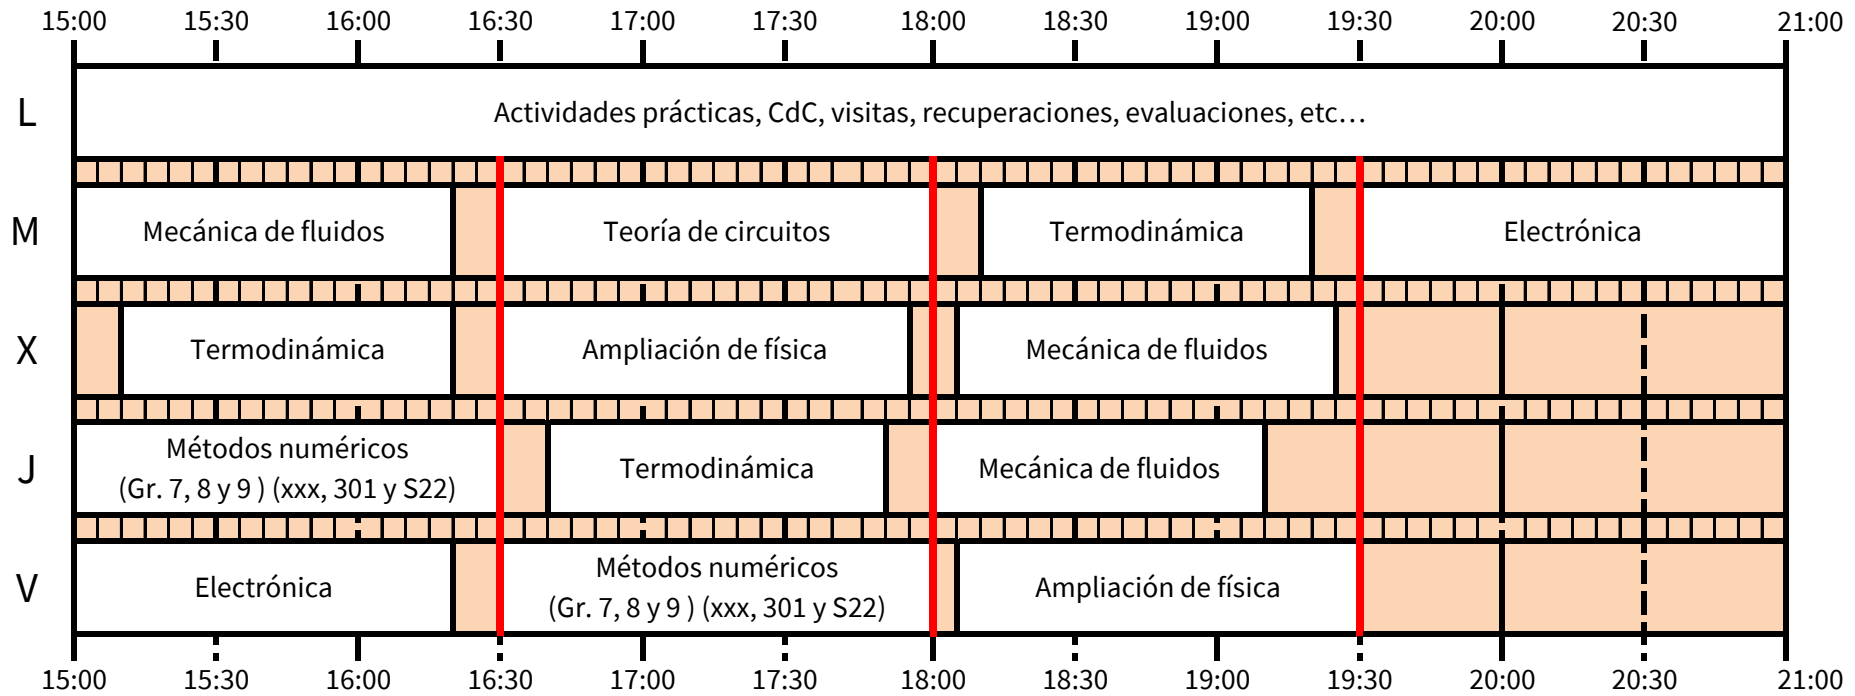 15:00 15:30 16:00 16:30 17:00 17:30 18:00 18:30 19:00 19:30 20:00 20:30 21:00
L Actividades prácticas, CdC, visitas, recuperaciones, evaluaciones, etc…
M Mecánica de fluidos Teoría de circuitos Termodinámica Electrónica
X Termodinámica Ampliación de física Mecánica de fluidos
J Métodos numéricos
(Gr. 7, 8 y 9 ) (xxx, 301 y S22) Termodinámica Mecánica de fluidos
V Electrónica Métodos numéricos
(Gr. 7, 8 y 9 ) (xxx, 301 y S22) Ampliación de física
15:00 15:30 16:00 16:30 17:00 17:30 18:00 18:30 19:00 19:30 20:00 20:30 21:00